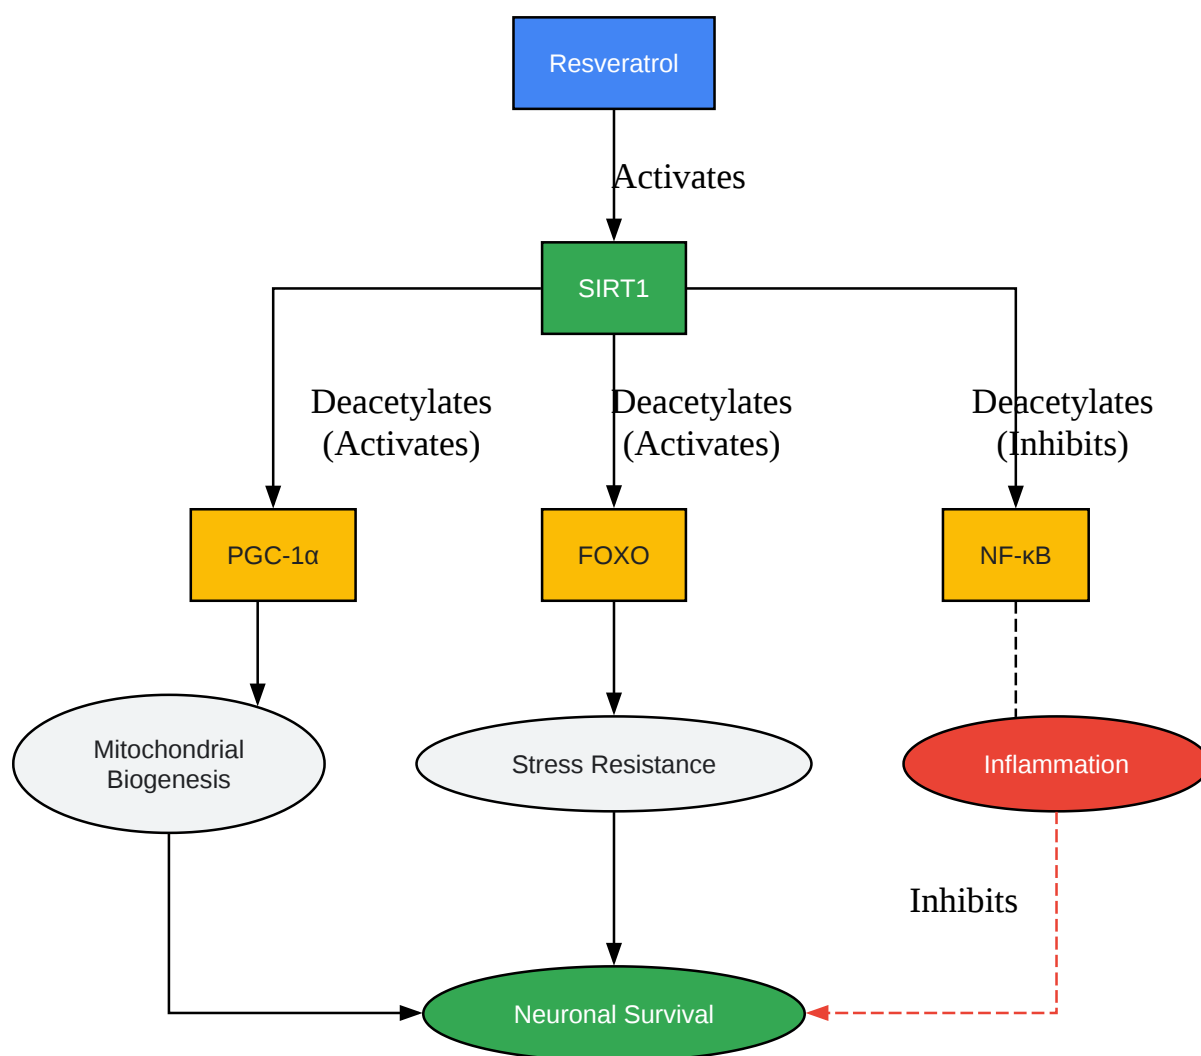 Resveratrol
Activates
SIRT1
Deacetylates
(Activates)
Deacetylates
(Activates)
Deacetylates
(Inhibits)
PGC-1α
FOXO
NF-κB
Mitochondrial
Biogenesis
Stress Resistance
Inflammation
Inhibits
Neuronal Survival